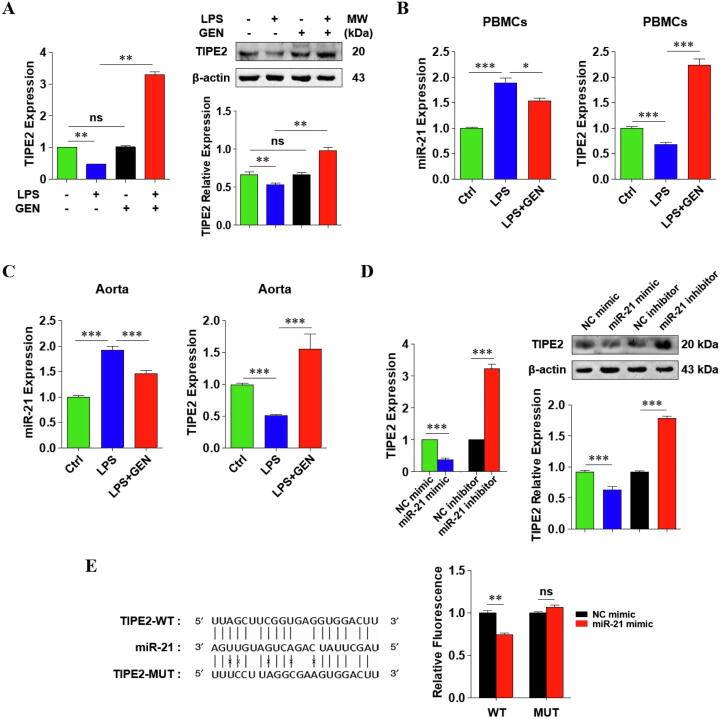 A
LPS - + - +
GEN - - + +
MW
(kDa)
TIPE2 20
β-actin 43
TIPE2 Expression
4
3
2
1
0
**
ns
**
LPS - + - +
GEN - - + +
TIPE2 Relative Expression
1.5
1.0
0.5
0.0
**
ns
**
LPS - + - +
GEN - - + +
B
PBMCs
miR-21 Expression
2.5
2.0
1.5
1.0
0.5
0.0
***
*
Ctrl
LPS
LPS+GEN
PBMCs
TIPE2 Expression
2.5
2.0
1.5
1.0
0.5
0.0
***
***
Ctrl
LPS
LPS+GEN
C
Aorta
miR-21 Expression
2.5
2.0
1.5
1.0
0.5
0.0
***
***
Ctrl
LPS
LPS+GEN
Aorta
TIPE2 Expression
2.0
1.5
1.0
0.5
0.0
***
***
Ctrl
LPS
LPS+GEN
D
TIPE2 Expression
4
3
2
1
0
***
***
NC mimic
miR-21 mimic
NC inhibitor
miR-21 inhibitor
NC mimic
miR-21 mimic
NC inhibitor
miR-21 inhibitor
TIPE2 20 kDa
β-actin 43 kDa
TIPE2 Relative Expression
2.0
1.5
1.0
0.5
0.0
***
***
E
TIPE2-WT : 5′ UUAGCUUCGGUGAGGUGGACUU 3′
miR-21 : 3′ AGUUGUAGUCAGACUAUUCGAU 5′
TIPE2-MUT : 5′ UUUCCUUAGGCGAAGUGGACUU 3′
Relative Fluorescence
1.5
1.0
0.5
0.0
**
ns
WT
MUT
NC mimic
miR-21 mimic